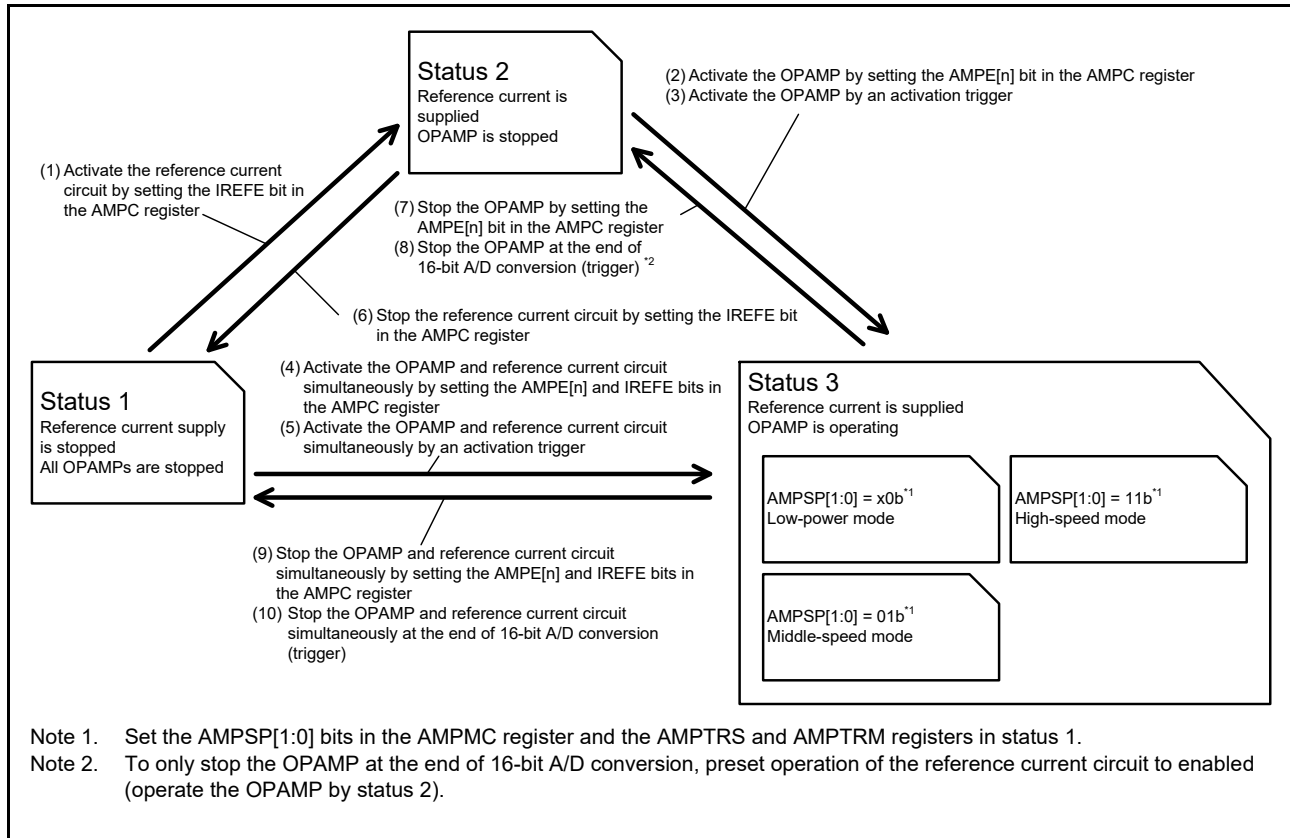 Status 2
Reference current is
supplied
OPAMP is stopped
(2) Activate the OPAMP by setting the AMPE[n] bit in the AMPC register
(3) Activate the OPAMP by an activation trigger
(1) Activate the reference current
circuit by setting the IREFE bit in
the AMPC register
(7) Stop the OPAMP by setting the
AMPE[n] bit in the AMPC register
(8) Stop the OPAMP at the end of
16-bit A/D conversion (trigger) *2
(6) Stop the reference current circuit by setting the IREFE bit
in the AMPC register
Status 1
Reference current supply
is stopped
All OPAMPs are stopped
(4) Activate the OPAMP and reference current circuit
simultaneously by setting the AMPE[n] and IREFE bits in
the AMPC register
(5) Activate the OPAMP and reference current circuit
simultaneously by an activation trigger
(9) Stop the OPAMP and reference current circuit
simultaneously by setting the AMPE[n] and IREFE bits in
the AMPC register
(10) Stop the OPAMP and reference current circuit
simultaneously at the end of 16-bit A/D conversion
(trigger)
Status 3
Reference current is supplied
OPAMP is operating
AMPSP[1:0] = x0b*1
Low-power mode
AMPSP[1:0] = 11b*1
High-speed mode
AMPSP[1:0] = 01b*1
Middle-speed mode
Note 1. Set the AMPSP[1:0] bits in the AMPMC register and the AMPTRS and AMPTRM registers in status 1.
Note 2. To only stop the OPAMP at the end of 16-bit A/D conversion, preset operation of the reference current circuit to enabled
(operate the OPAMP by status 2).